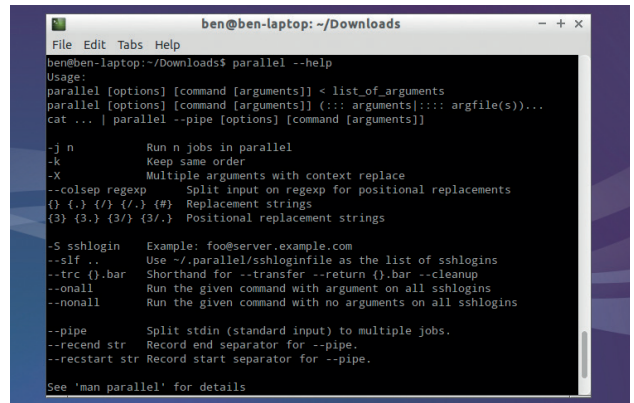 ben@ben-laptop: ~/Downloads
File Edit Tabs Help
ben@ben-laptop:~/Downloads$ parallel --help
Usage:
parallel [options] [command [arguments]] < list_of_arguments
parallel [options] [command [arguments]] (::: arguments|:::: argfile(s))...
cat ... | parallel --pipe [options] [command [arguments]]
-j n Run n jobs in parallel
-k Keep same order
-X Multiple arguments with context replace
--colsep regexp Split input on regexp for positional replacements
{} {.} {/} {/.} {#} Replacement strings
{3} {3.} {3/} {3/.} Positional replacement strings
-S sshlogin Example: foo@server.example.com
--slf .. Use ~/.parallel/sshloginfile as the list of sshlogins
--trc {}.bar Shorthand for --transfer --return {}.bar --cleanup
--onall Run the given command with argument on all sshlogins
--nonall Run the given command with no arguments on all sshlogins
--pipe Split stdin (standard input) to multiple jobs.
--recend str Record end separator for --pipe.
--recstart str Record start separator for --pipe.
See 'man parallel' for details